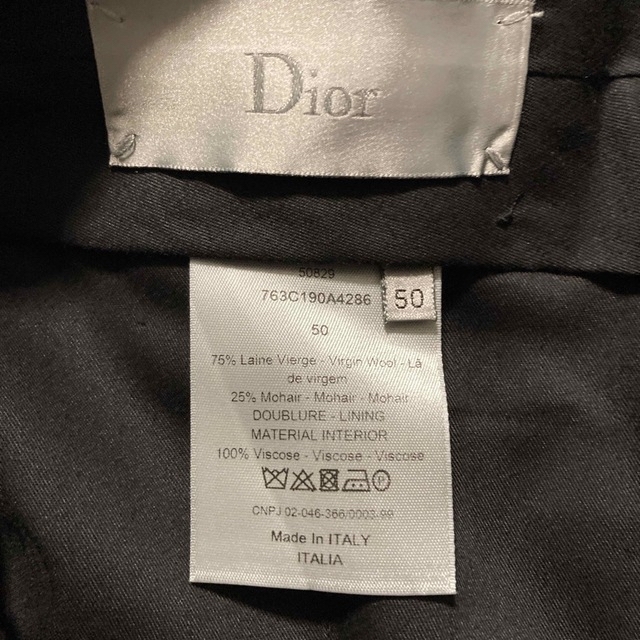 Dior
50829
763C190A4286
50
50
75% Laine Vierge - Virgin Wool - Lâ
de virgem
25% Mohair - Mohair - Mohair
DOUBLURE - LINING
MATERIAL INTERIOR
100% Viscose - Viscose - Viscose
P
CNPJ 02-046-366/0003-99
Made In ITALY
ITALIA